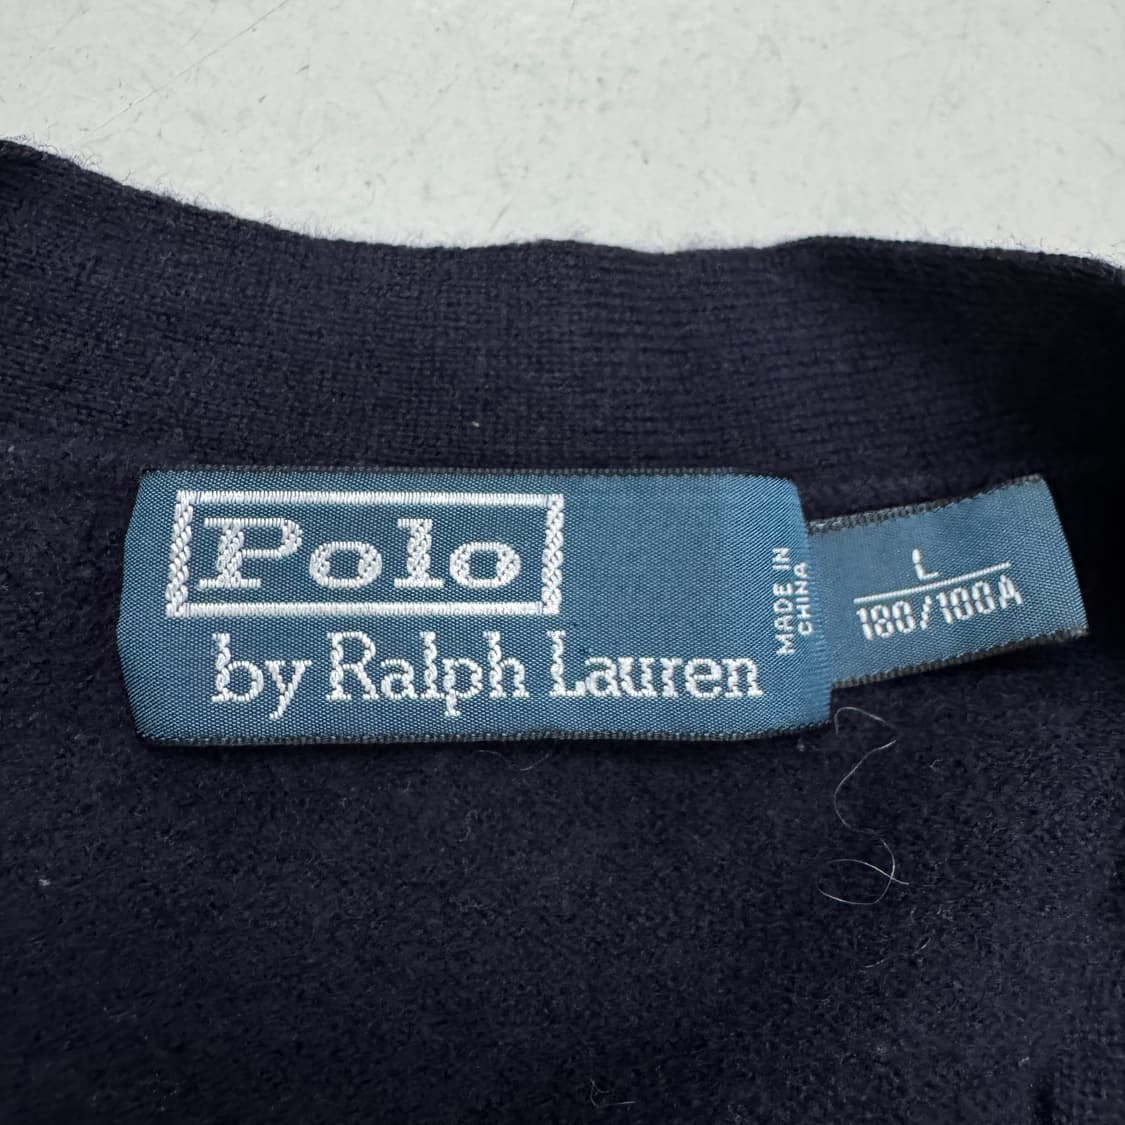 Polo
by Ralph Lauren
MADE IN
CHINA
L
180/100A